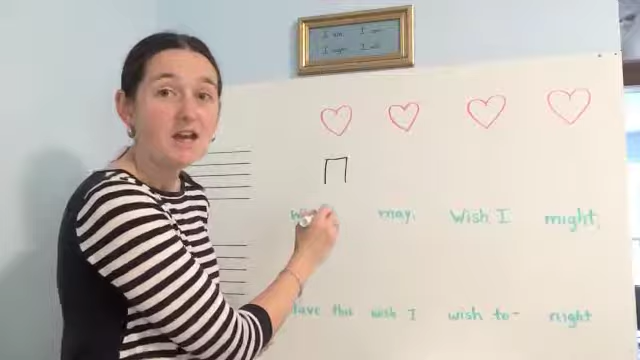 I am I can
I might I will
may, Wish I might,
Have this wish I wish to- night